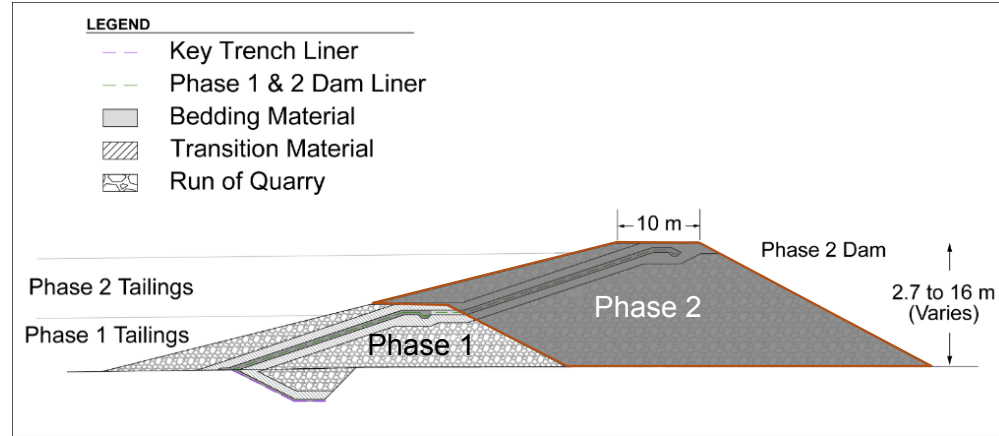 LEGEND
Key Trench Liner
Phase 1 & 2 Dam Liner
Bedding Material
Transition Material
Run of Quarry
10 m
Phase 2 Dam
Phase 2 Tailings
2.7 to 16 m
(Varies)
Phase 2
Phase 1 Tailings
Phase 1